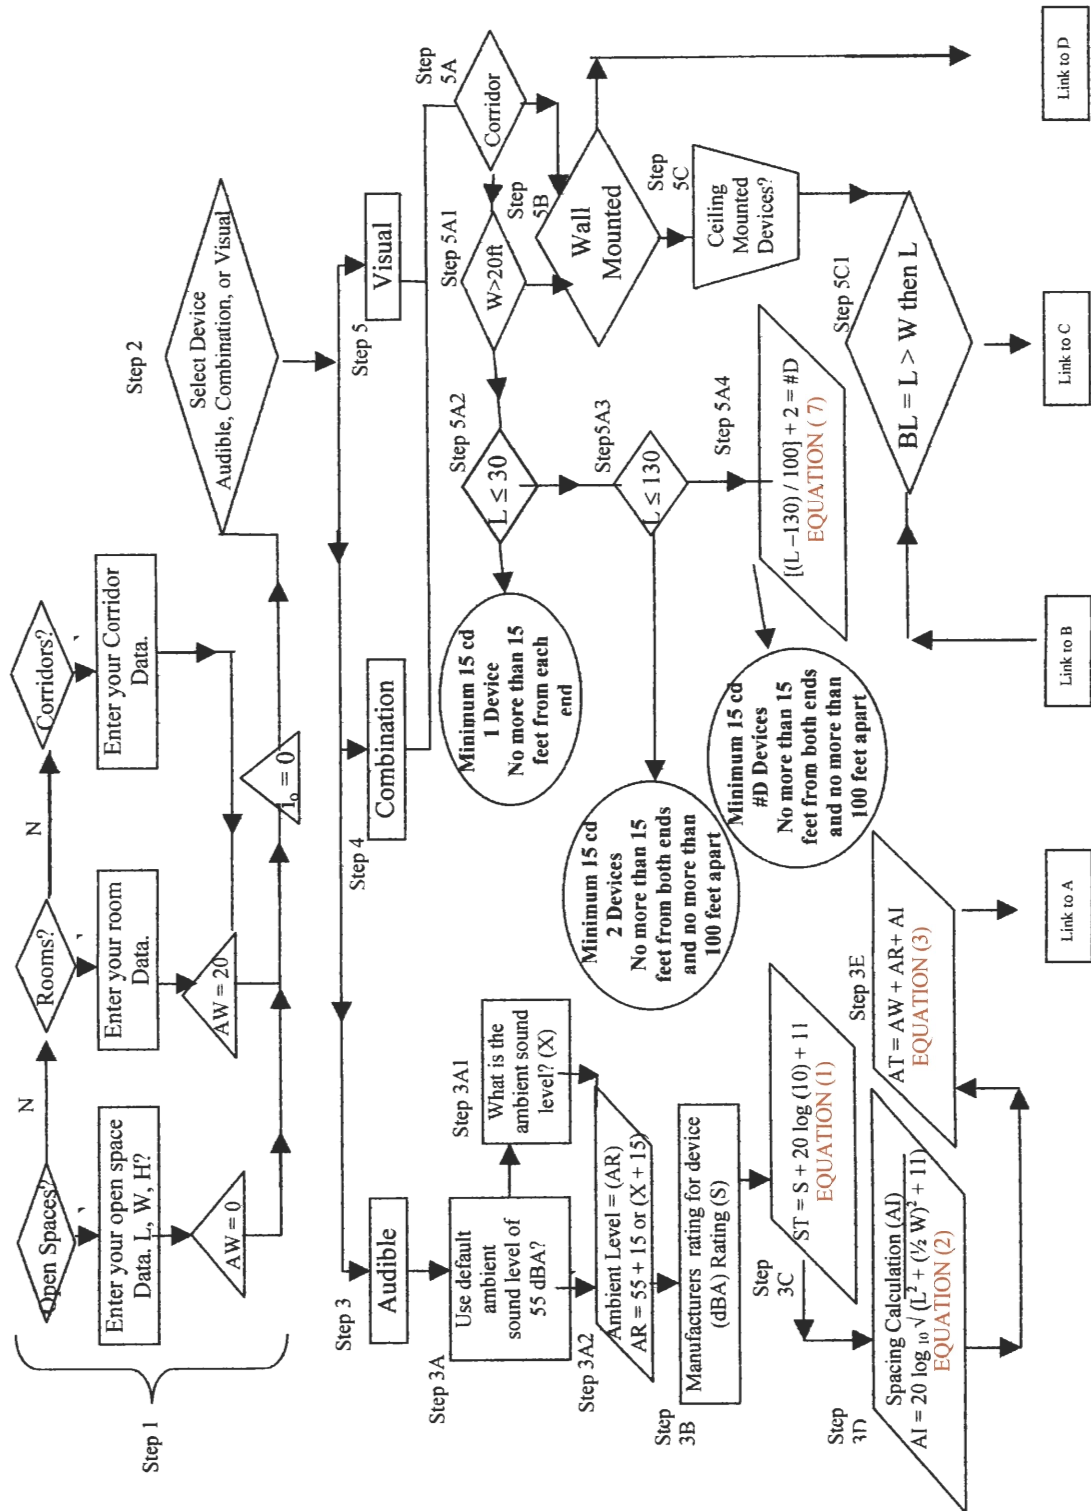 Step 1
Open Spaces?
N
Rooms?
N
Corridors?
Enter your open space
Data. L, W, H?
Enter your room
Data.
Enter your Corridor
Data.
AW = 0
AW = 20
i₀ = 0
Step 2
Select Device
Audible, Combination, or Visual
Step 3
Audible
Step 4
Combination
Step 5
Visual
Step 3A
Use default
ambient
sound level of
55 dBA?
Step 3A1
What is the
ambient sound
level? (X)
Step 3A2
Ambient Level = (AR)
AR = 55 + 15 or (X + 15)
Step
3B
Manufacturers rating for device
(dBA) Rating (S)
Step
3C
ST = S + 20 log (10) + 11
EQUATION (1)
Step
3D
Spacing Calculation (AI)
AI = 20 log ₁₀ √ (L² + (½ W)² + 11)
EQUATION (2)
Step 3E
AT = AW + AR+ AI
EQUATION (3)
Step
5A
Corridor
Step 5A1
W>20ft
Step 5A2
L ≤ 30
Minimum 15 cd
1 Device
No more than 15
feet from each
end
Step5A3
L ≤ 130
Minimum 15 cd
2 Devices
No more than 15
feet from both ends
and no more than
100 feet apart
Step 5A4
[(L –130) / 100] + 2 = #D
EQUATION ( 7)
Minimum 15 cd
#D Devices
No more than 15
feet from both ends
and no more than
100 feet apart
Step
5B
Wall
Mounted
Step
5C
Ceiling
Mounted
Devices?
Step 5C1
BL = L > W then L
Link to A
Link to B
Link to C
Link to D